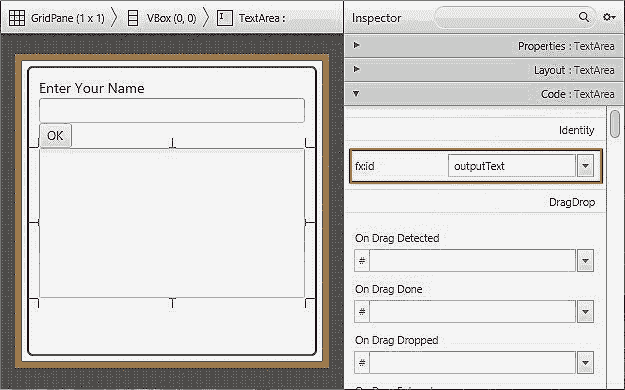 GridPane (1 x 1) VBox (0, 0) TextArea :
Enter Your Name
OK
Inspector
Properties : TextArea
Layout : TextArea
Code : TextArea
Identity
fx:id outputText
DragDrop
On Drag Detected
#
On Drag Done
#
On Drag Dropped
#